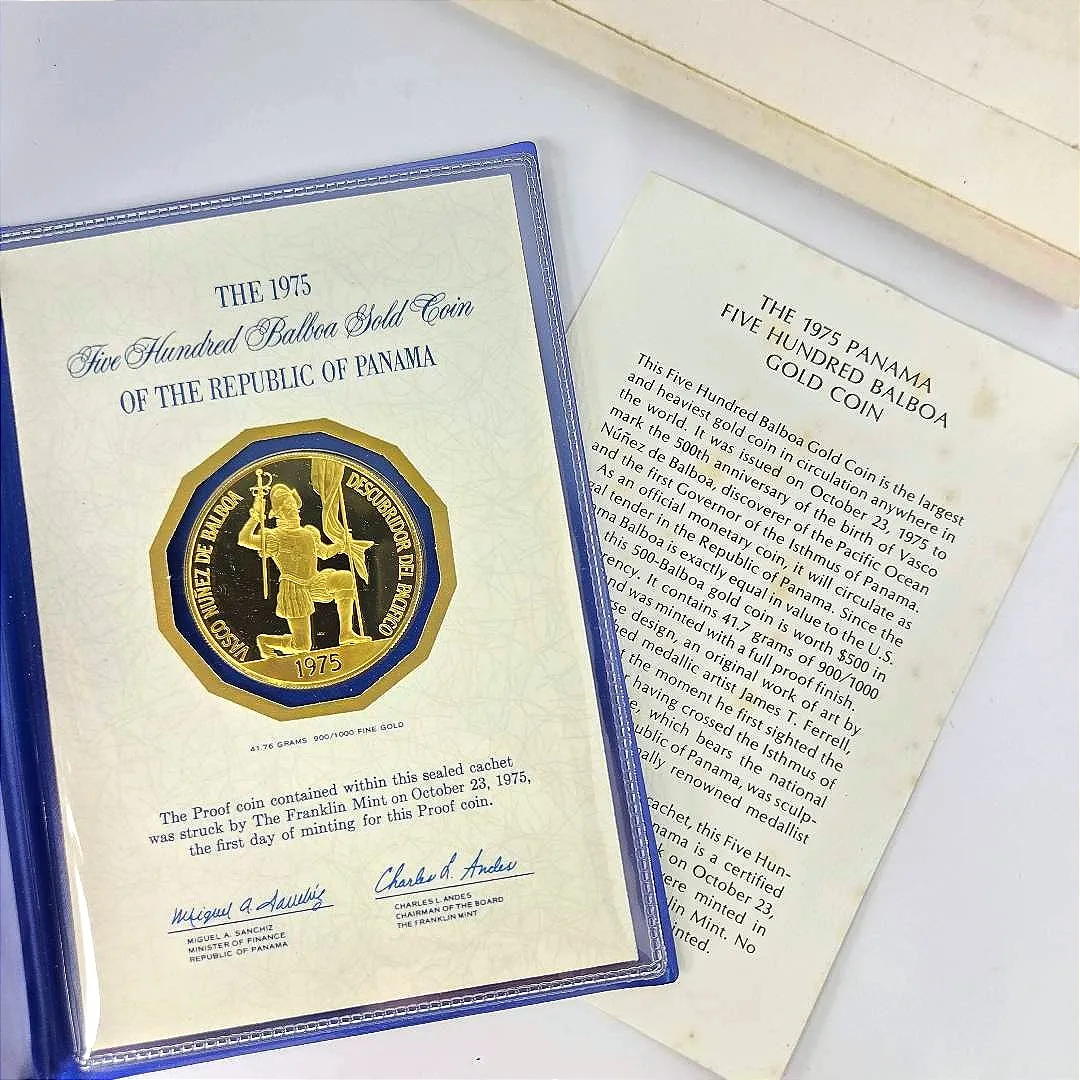 THE 1975
Five Hundred Balboa Gold Coin
OF THE REPUBLIC OF PANAMA
VASCO NUÑEZ DE BALBOA
DESCUBRIDOR DEL PACIFICO
1975
41.76 GRAMS 900/1000 FINE GOLD
The Proof coin contained within this sealed cachet
was struck by The Franklin Mint on October 23, 1975,
the first day of minting for this Proof coin.
Miguel A. Sanchiz
MIGUEL A. SANCHIZ
MINISTER OF FINANCE
REPUBLIC OF PANAMA
Charles L. Andes
CHARLES L. ANDES
CHAIRMAN OF THE BOARD
THE FRANKLIN MINT
THE 1975 PANAMA
FIVE HUNDRED BALBOA
GOLD COIN
This Five Hundred Balboa Gold Coin is the largest
and heaviest gold coin in circulation anywhere in
the world. It was issued on October 23, 1975 to
mark the 500th anniversary of the birth of Vasco
Núñez de Balboa, discoverer of the Pacific Ocean
and the first Governor of the Isthmus of Panama.
As an official monetary coin, it will circulate as
gal tender in the Republic of Panama. Since the
ama Balboa is exactly equal in value to the U.S.
this 500-Balboa gold coin is worth $500 in
rency. It contains 41.7 grams of 900/1000
nd was minted with a full proof finish.
se design, an original work of art by
ned medallic artist James T. Ferrell,
t the moment he first sighted the
r having crossed the Isthmus of
e, which bears the national
ublic of Panama, was sculp-
nally renowned medallist
cachet, this Five Hun-
nama is a certified
k on October 23,
ere minted in
lin Mint. No
inted.